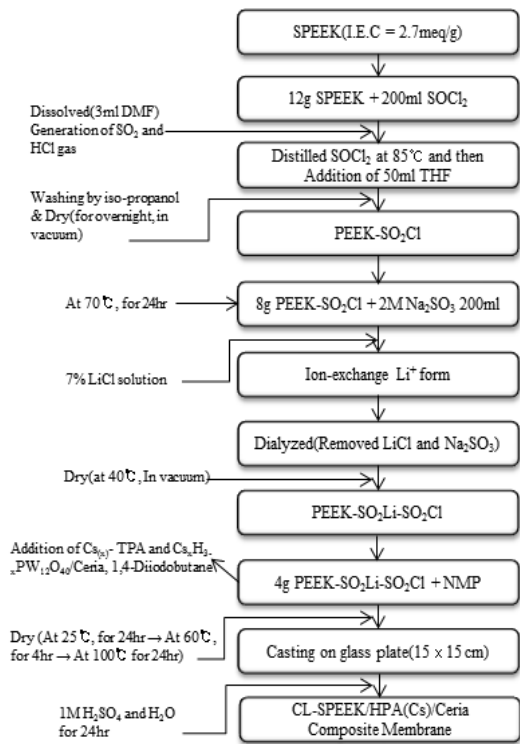 SPEEK(I.E.C = 2.7meq/g)
12g SPEEK + 200ml SOCl₂
Dissolved(3ml DMF)
Generation of SO₂ and
HCl gas
Distilled SOCl₂ at 85℃ and then
Addition of 50ml THF
Washing by iso-propanol
& Dry(for overnight, in
vacuum)
PEEK-SO₂Cl
At 70℃, for 24hr
8g PEEK-SO₂Cl + 2M Na₂SO₃ 200ml
7% LiCl solution
Ion-exchange Li⁺ form
Dialyzed(Removed LiCl and Na₂SO₃)
Dry(at 40℃, In vacuum)
PEEK-SO₂Li-SO₂Cl
Addition of Cs₍ₓ₎- TPA and CsₓH₃₋
ₓPW₁₂O₄₀/Ceria, 1,4-Diiodobutane
4g PEEK-SO₂Li-SO₂Cl + NMP
Dry (At 25℃, for 24hr → At 60℃,
for 4hr → At 100℃ for 24hr)
Casting on glass plate(15 x 15 cm)
1M H₂SO₄ and H₂O
for 24hr
CL-SPEEK/HPA(Cs)/Ceria
Composite Membrane